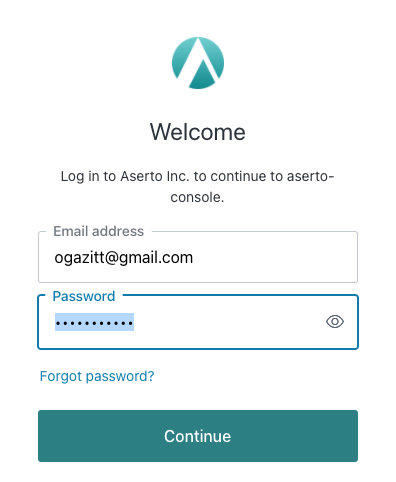 Welcome
Log in to Aserto Inc. to continue to aserto-
console.
Email address
ogazitt@gmail.com
Password
•••••••••••
Forgot password?
Continue